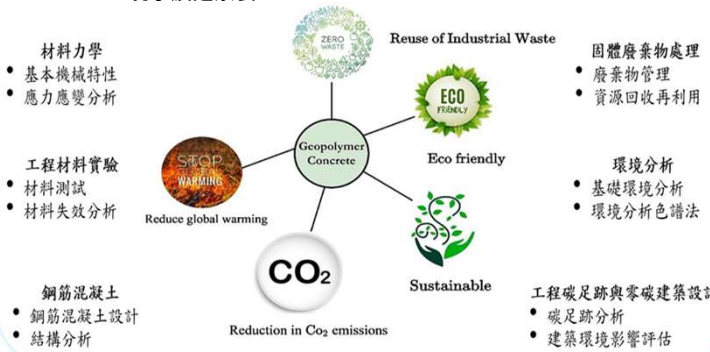 材料力學
• 基本機械特性
• 應力應變分析
工程材料實驗
• 材料測試
• 材料失效分析
鋼筋混凝土
• 鋼筋混凝土設計
• 結構分析
ZERO
WASTE
Reuse of Industrial Waste
ECO
FRIENDLY
Eco friendly
Geopolymer
Concrete
STOP
WARMING
Reduce global warming
CO₂
Reduction in Co₂ emissions
Sustainable
固體廢棄物處理
• 廢棄物管理
• 資源回收再利用
環境分析
• 基礎環境分析
• 環境分析色譜法
工程碳足跡與零碳建築設計
• 碳足跡分析
• 建築環境影響評估